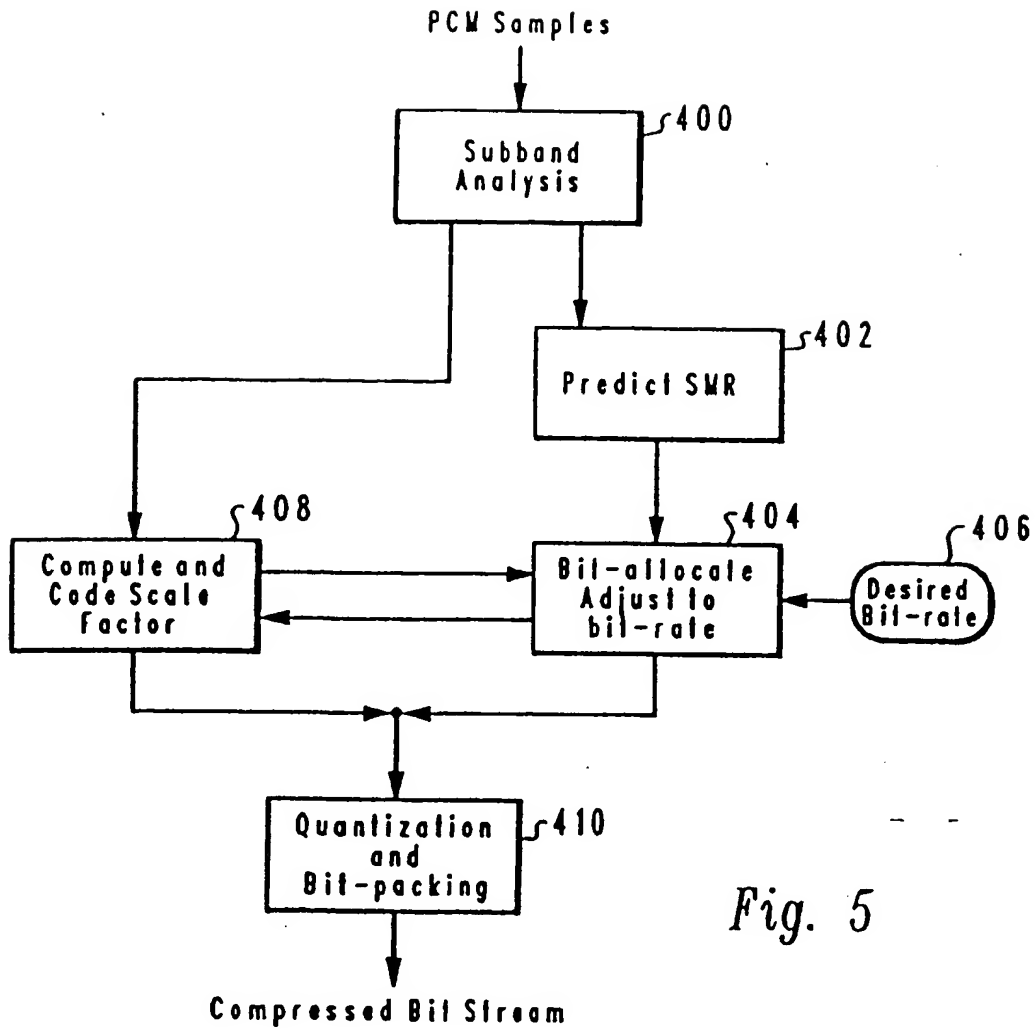 PCM Samples
400
Subband
Analysis
402
Predict SMR
408
Compute and
Code Scale
Factor
404
Bit-allocate
Adjust to
bit-rate
406
Desired
Bit-rate
Quantization
and
Bit-packing
410
Fig. 5
Compressed Bit Stream